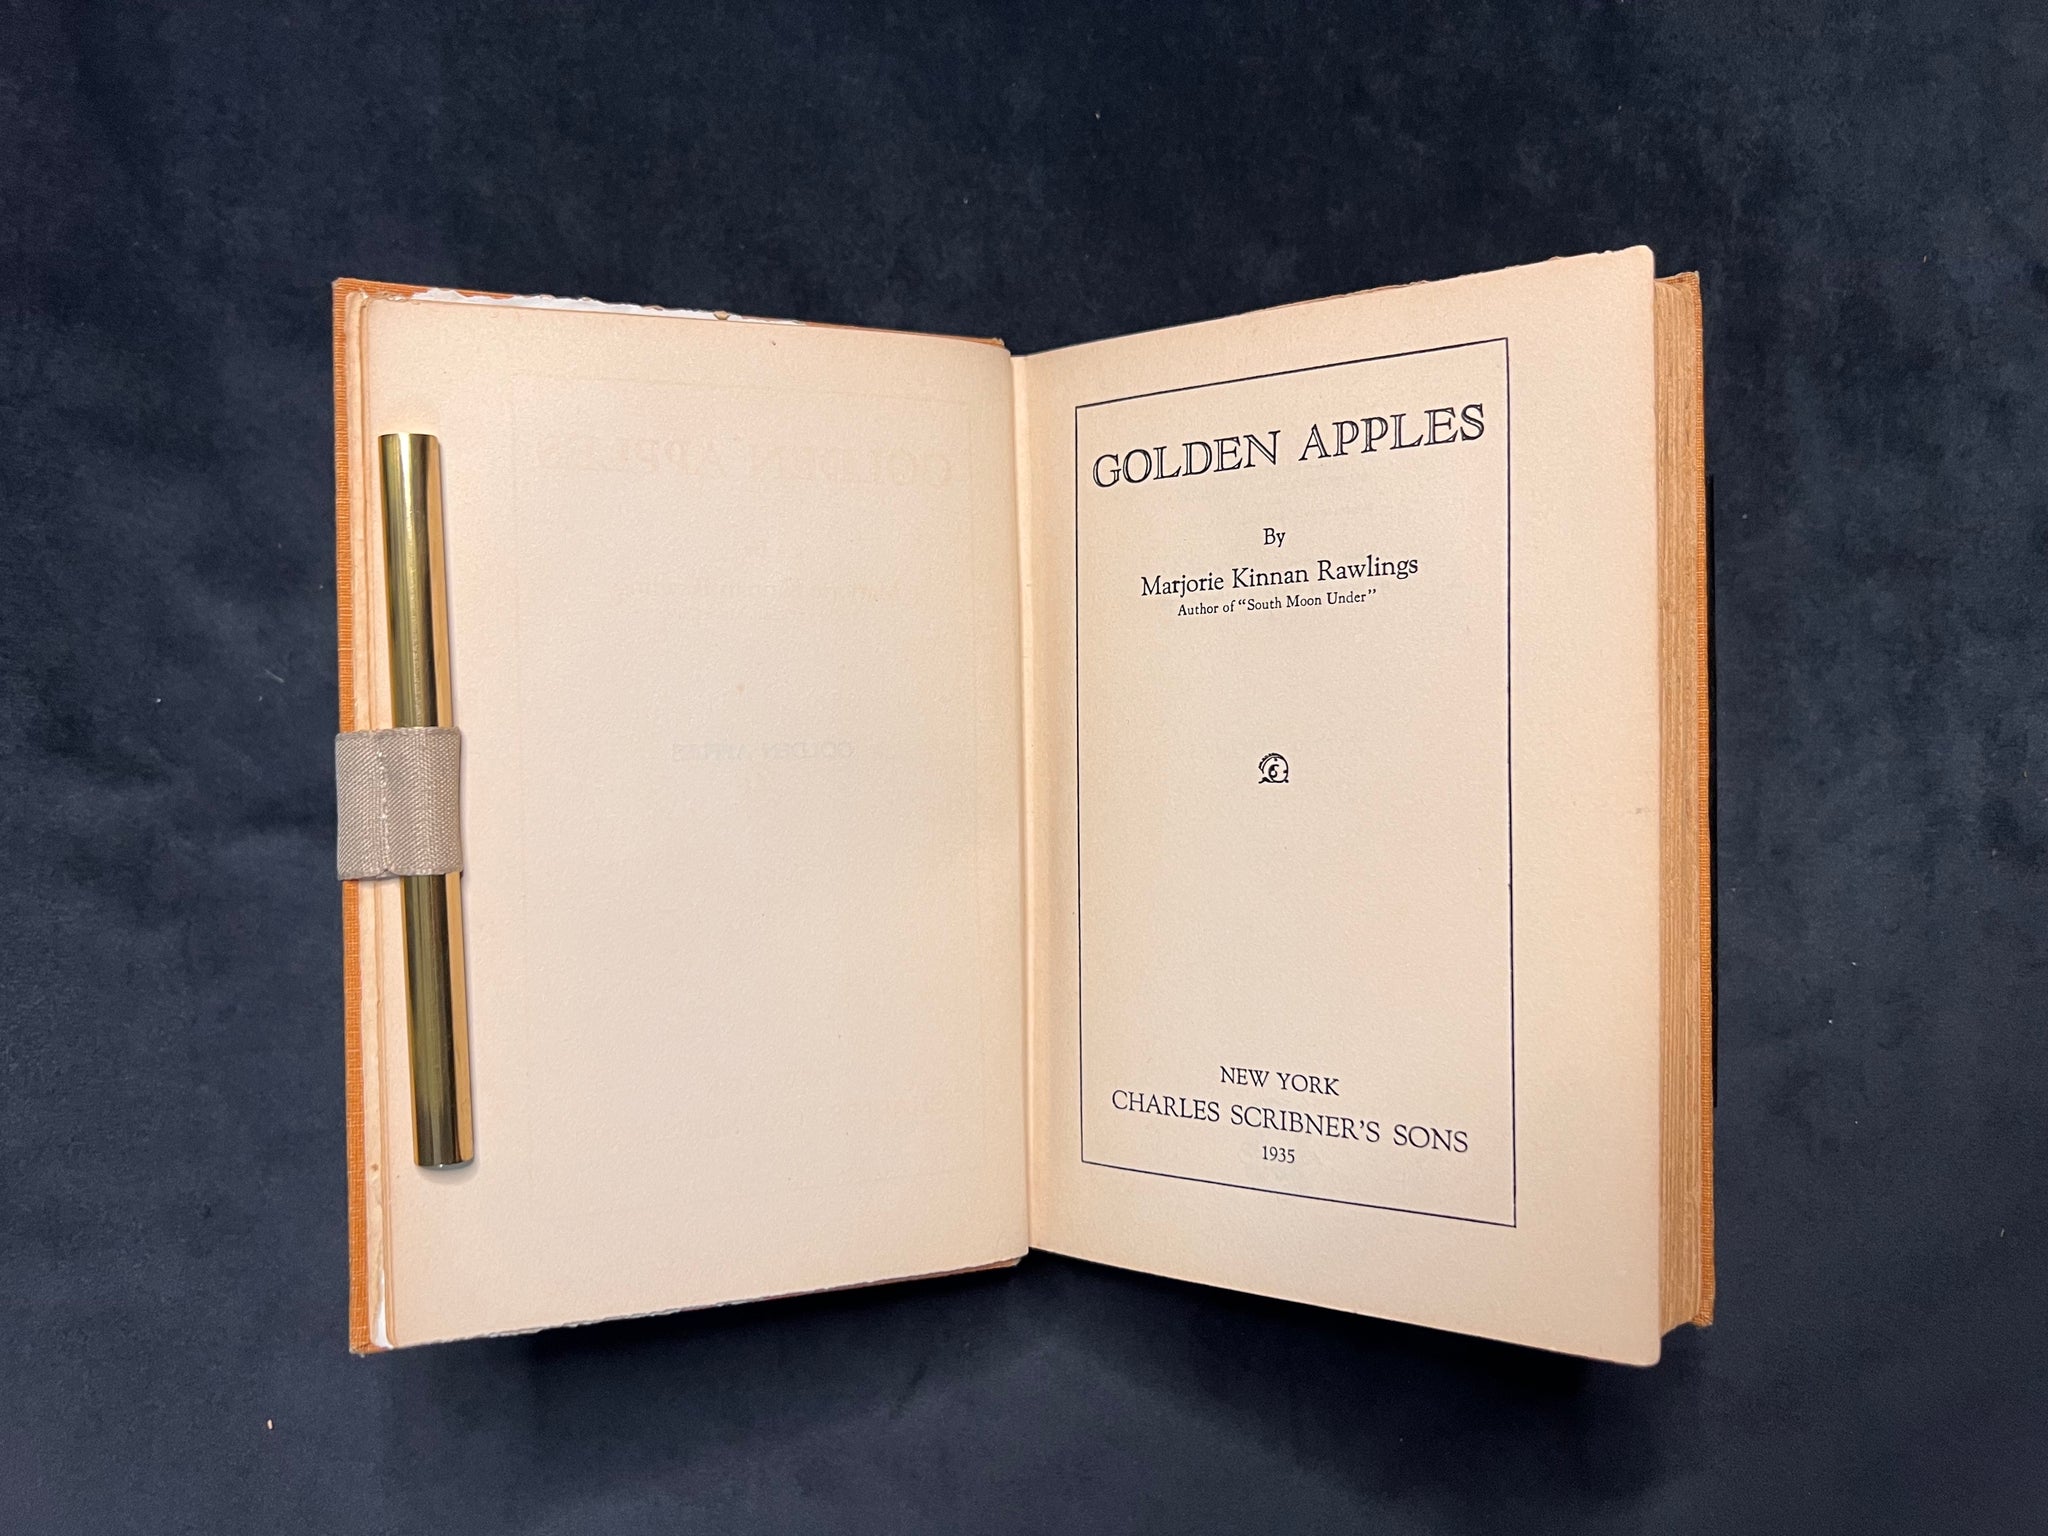 GOLDEN APPLES
By
Marjorie Kinnan Rawlings
Author of "South Moon Under"
NEW YORK
CHARLES SCRIBNER'S SONS
1935